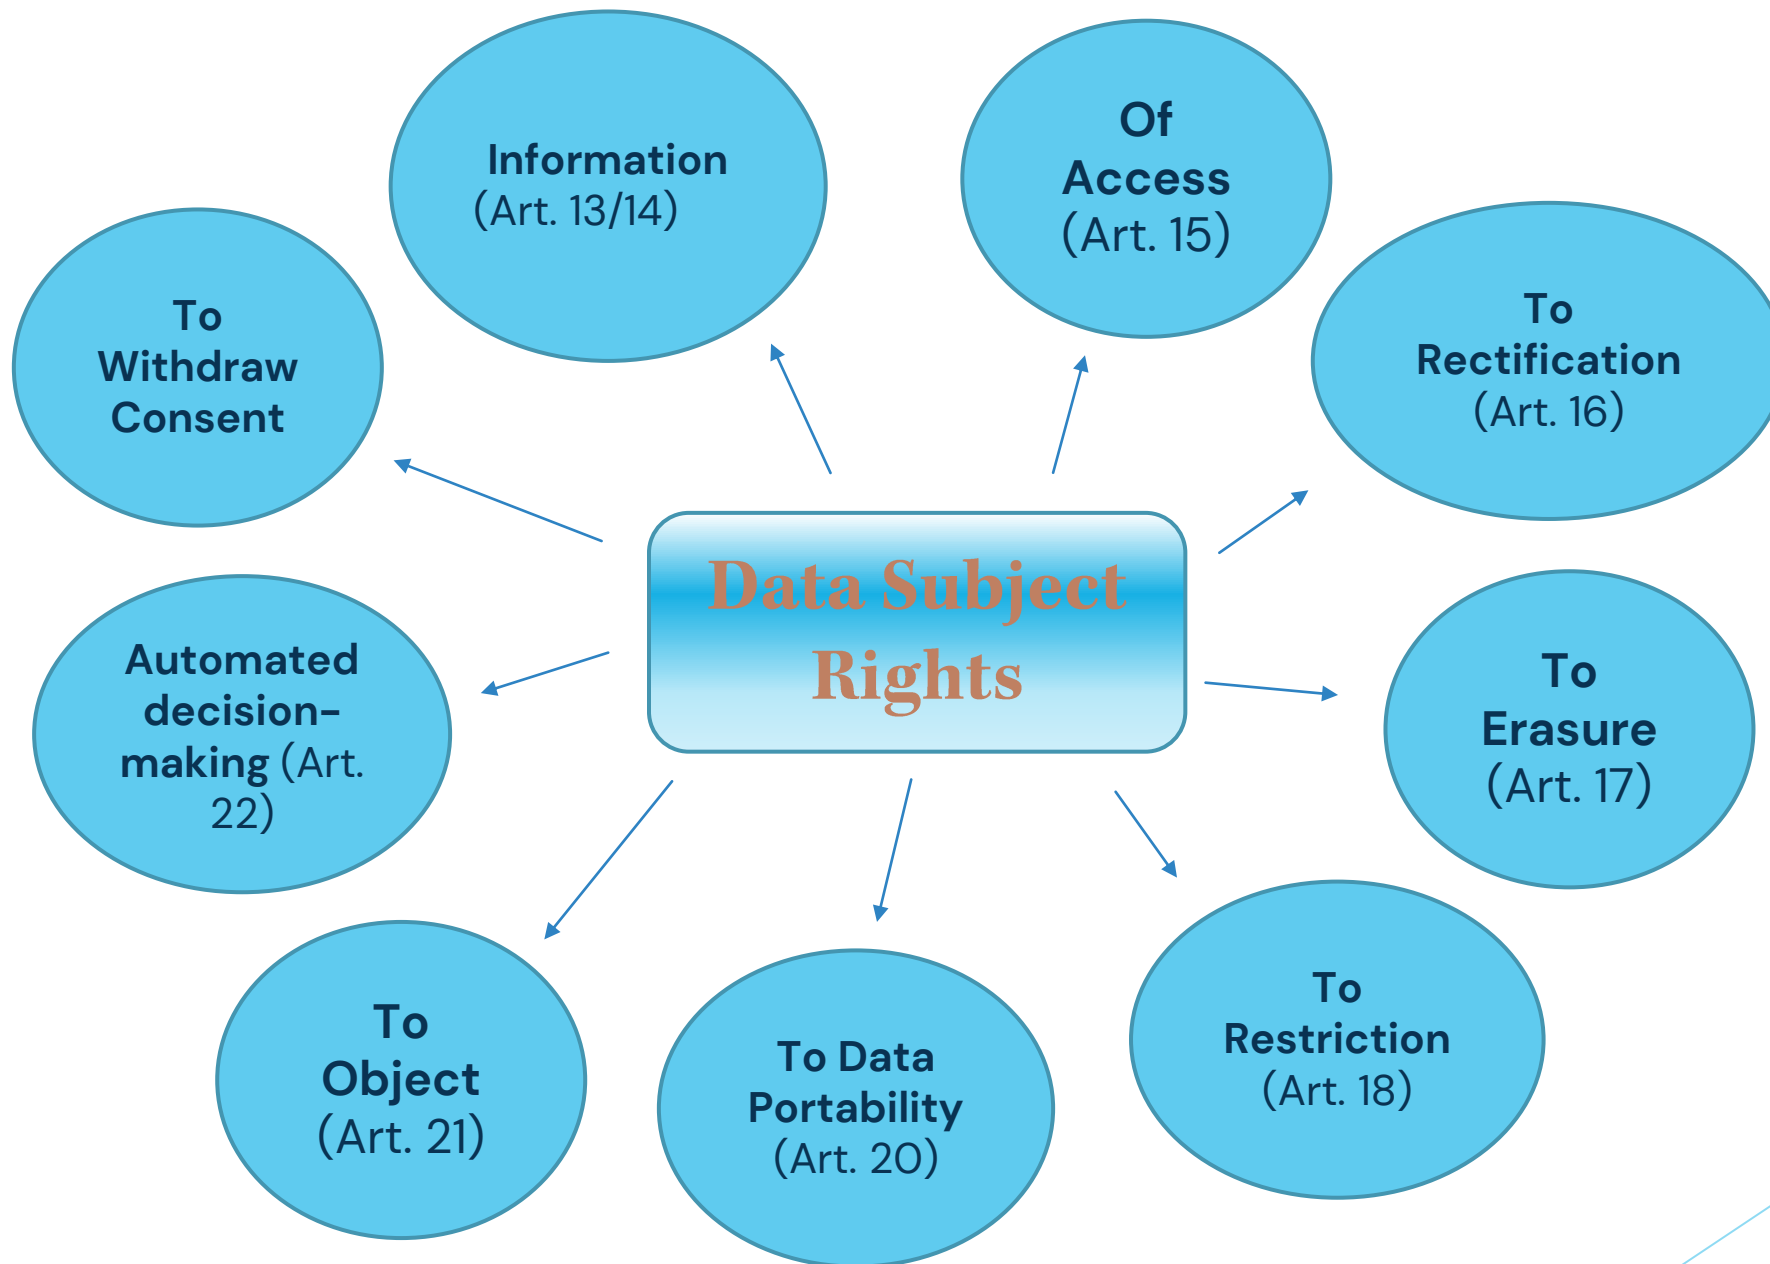 Information
(Art. 13/14)
Of
Access
(Art. 15)
To
Withdraw
Consent
To
Rectification
(Art. 16)
Data Subject
Rights
Automated
decision-
making (Art.
22)
To
Erasure
(Art. 17)
To
Object
(Art. 21)
To Data
Portability
(Art. 20)
To
Restriction
(Art. 18)